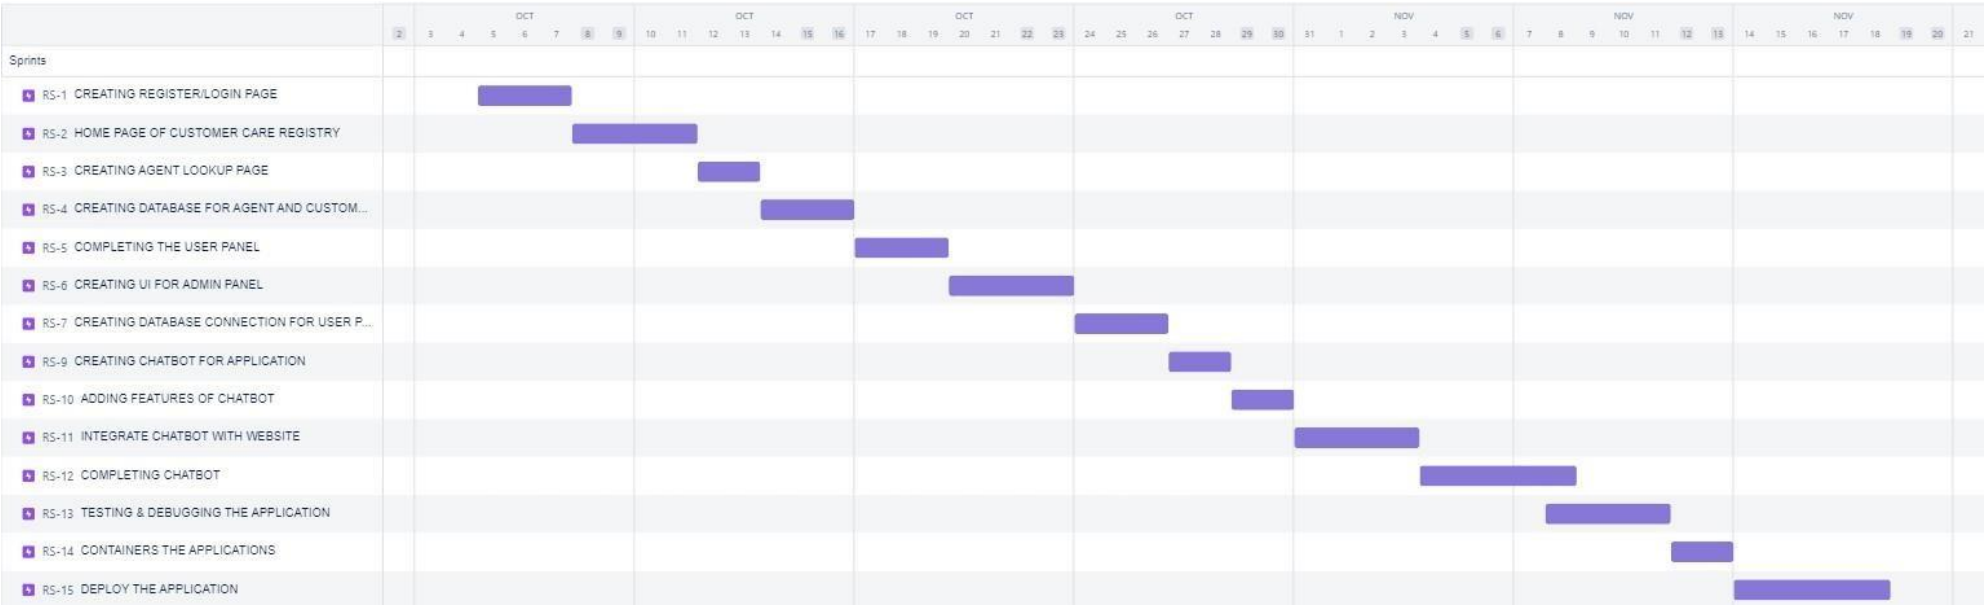 OCT OCT OCT OCT NOV NOV NOV
2 3 4 5 6 7 8 9 10 11 12 13 14 15 16 17 18 19 20 21 22 23 24 25 26 27 28 29 30 31 1 2 3 4 5 6 7 8 9 10 11 12 13 14 15 16 17 18 19 20 21
Sprints
RS-1 CREATING REGISTER/LOGIN PAGE
RS-2 HOME PAGE OF CUSTOMER CARE REGISTRY
RS-3 CREATING AGENT LOOKUP PAGE
RS-4 CREATING DATABASE FOR AGENT AND CUSTOM...
RS-5 COMPLETING THE USER PANEL
RS-6 CREATING UI FOR ADMIN PANEL
RS-7 CREATING DATABASE CONNECTION FOR USER P...
RS-9 CREATING CHATBOT FOR APPLICATION
RS-10 ADDING FEATURES OF CHATBOT
RS-11 INTEGRATE CHATBOT WITH WEBSITE
RS-12 COMPLETING CHATBOT
RS-13 TESTING & DEBUGGING THE APPLICATION
RS-14 CONTAINERS THE APPLICATIONS
RS-15 DEPLOY THE APPLICATION